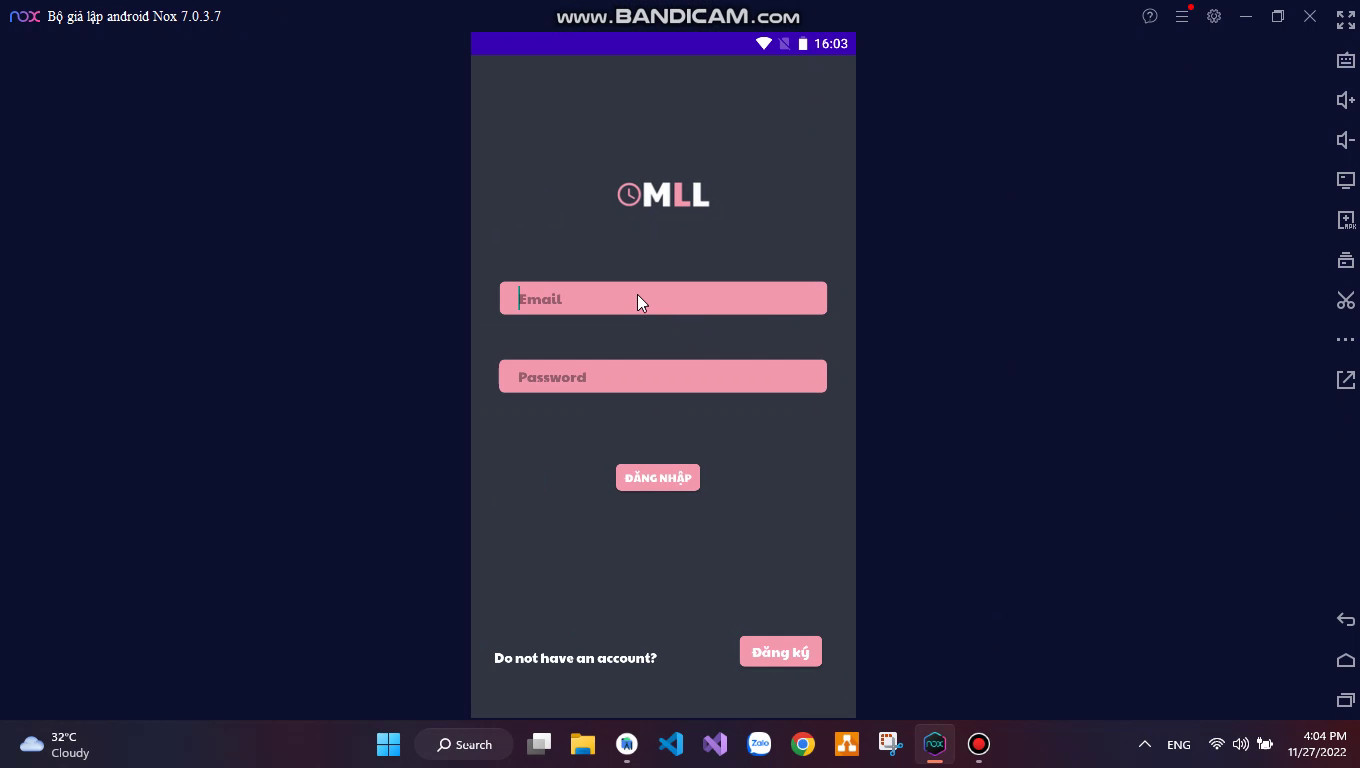 nox Bộ giả lập android Nox 7.0.3.7
www.BANDICAM.com
16:03
MLL
Email
Password
ĐĂNG NHẬP
Do not have an account?
Đăng ký
32°C
Cloudy
Search
Zalo
nox
ENG
4:04 PM
11/27/2022